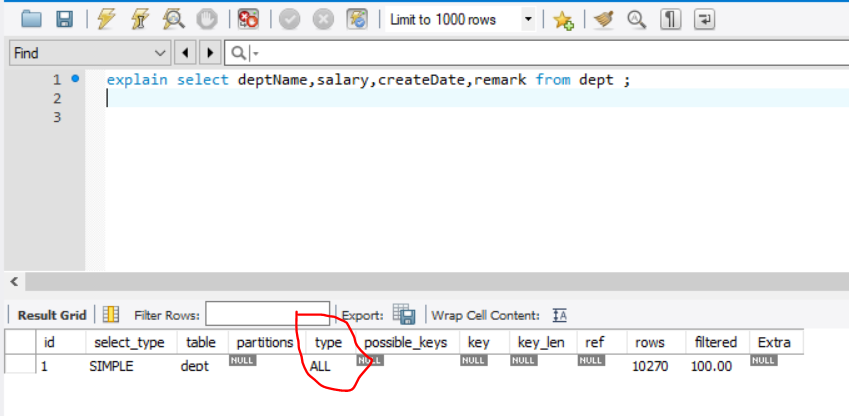 Limit to 1000 rows
Find
1 explain select deptName,salary,createDate,remark from dept ;
2
3
Result Grid Filter Rows: Export: Wrap Cell Content: IA
id select_type table partitions type possible_keys key key_len ref rows filtered Extra
1 SIMPLE dept NULL ALL NULL NULL NULL NULL 10270 100.00 NULL